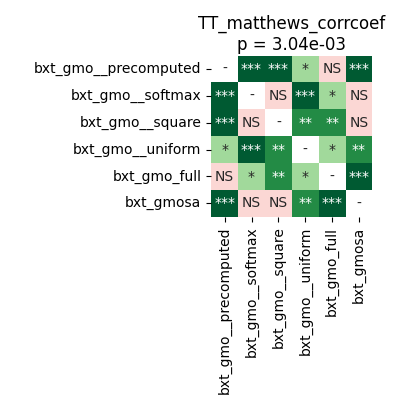 TT_matthews_corrcoef
p = 3.04e-03
bxt_gmo__precomputed - *** *** * NS ***
bxt_gmo__softmax *** - NS *** * NS
bxt_gmo__square *** NS - ** ** NS
bxt_gmo__uniform * *** ** - * **
bxt_gmo_full NS * ** * - ***
bxt_gmosa *** NS NS ** *** -
bxt_gmo__precomputed
bxt_gmo__softmax
bxt_gmo__square
bxt_gmo__uniform
bxt_gmo_full
bxt_gmosa